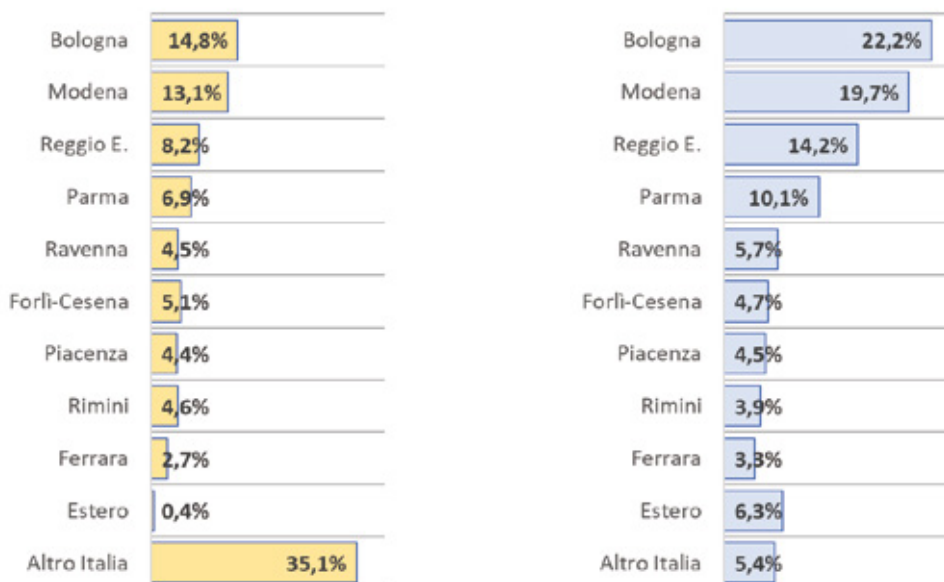 Bologna 14,8%
Modena 13,1%
Reggio E. 8,2%
Parma 6,9%
Ravenna 4,5%
Forlì-Cesena 5,1%
Piacenza 4,4%
Rimini 4,6%
Ferrara 2,7%
Estero 0,4%
Altro Italia 35,1%
Bologna 22,2%
Modena 19,7%
Reggio E. 14,2%
Parma 10,1%
Ravenna 5,7%
Forlì-Cesena 4,7%
Piacenza 4,5%
Rimini 3,9%
Ferrara 3,3%
Estero 6,3%
Altro Italia 5,4%